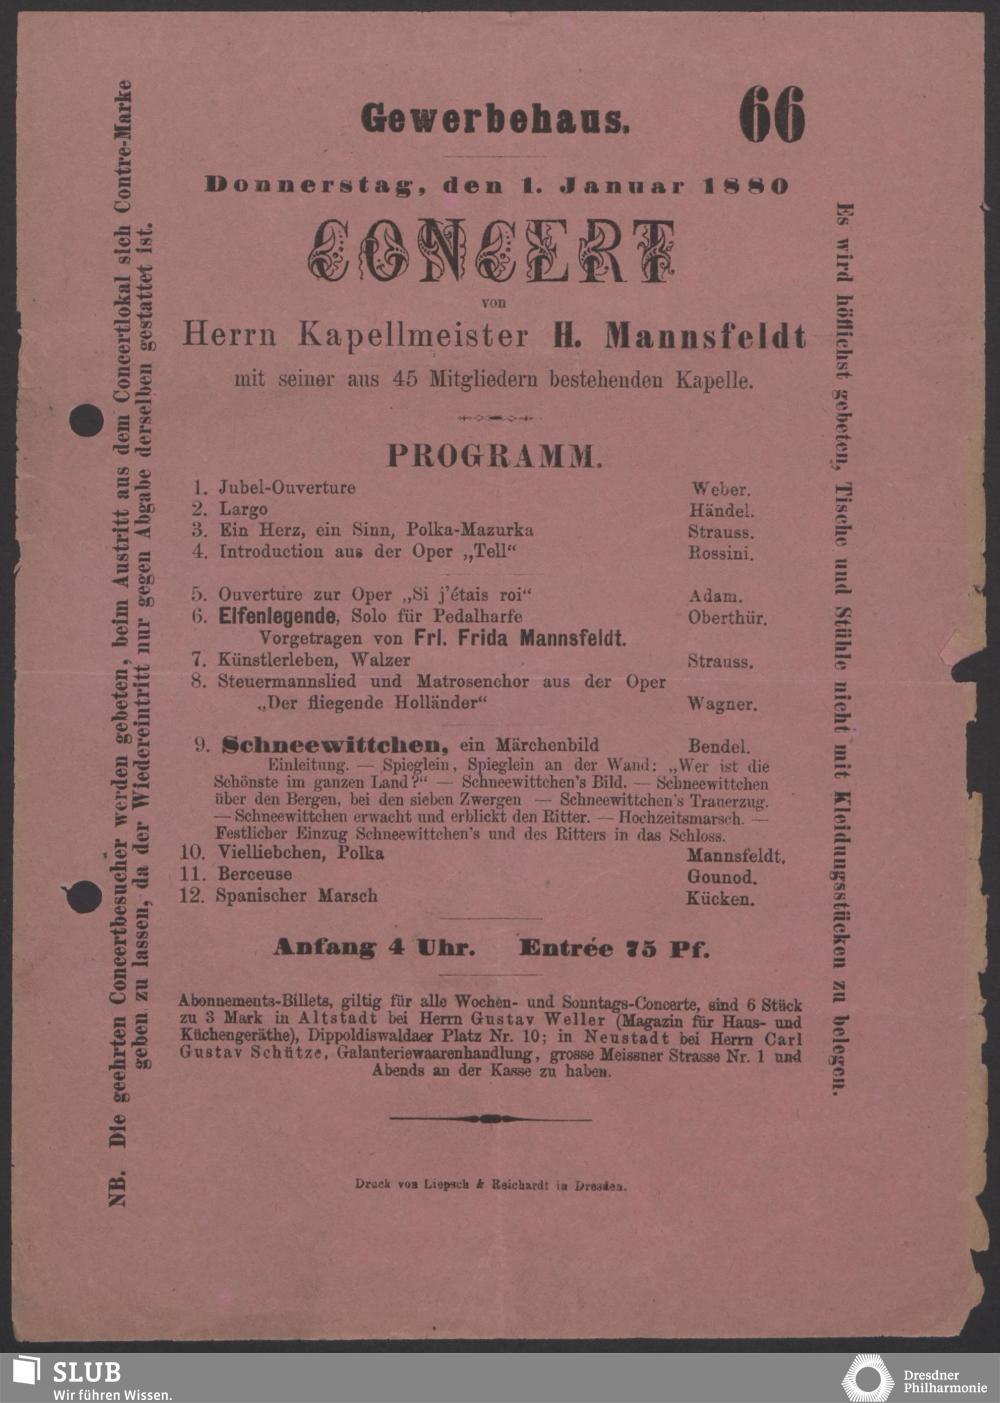 Gewerbehaus.
66
Donnerstag, den 1. Januar 1880
CONCERT
von
Herrn Kapellmeister H. Mannsfeldt
mit seiner aus 45 Mitgliedern bestehenden Kapelle.
PROGRAMM.
1. Jubel-Ouverture Weber.
2. Largo Händel.
3. Ein Herz, ein Sinn, Polka-Mazurka Strauss.
4. Introduction aus der Oper „Tell“ Rossini.
5. Ouverture zur Oper „Si j'étais roi“ Adam.
6. Elfenlegende, Solo für Pedalharfe Oberthür.
Vorgetragen von Frl. Frida Mannsfeldt.
7. Künstlerleben, Walzer Strauss.
8. Steuermannslied und Matrosenchor aus der Oper
„Der fliegende Holländer“ Wagner.
9. Schneewittchen, ein Märchenbild Bendel.
Einleitung. — Spieglein, Spieglein an der Wand: „Wer ist die
Schönste im ganzen Land?“ — Schneewittchen's Bild. — Schneewittchen
über den Bergen, bei den sieben Zwergen — Schneewittchen's Trauerzug.
— Schneewittchen erwacht und erblickt den Ritter. — Hochzeitsmarsch. —
Festlicher Einzug Schneewittchen's und des Ritters in das Schloss.
10. Vielliebchen, Polka Mannsfeldt.
11. Berceuse Gounod.
12. Spanischer Marsch Kücken.
Anfang 4 Uhr. Entrée 75 Pf.
Abonnements-Billets, giltig für alle Wochen- und Sonntags-Concerte, sind 6 Stück
zu 3 Mark in Altstadt bei Herrn Gustav Weller (Magazin für Haus- und
Küchengeräthe), Dippoldiswaldaer Platz Nr. 10; in Neustadt bei Herrn Carl
Gustav Schütze, Galanteriewaarenhandlung, grosse Meissner Strasse Nr. 1 und
Abends an der Kasse zu haben.
Druck von Liepsch & Reichardt in Dresden.
NB. Die geehrten Concertbesucher werden gebeten, beim Austritt aus dem Concertlokal sich Contre-Marke
geben zu lassen, da der Wiedereintritt nur gegen Abgabe derselben gestattet ist.
Es wird höflichst gebeten, Tische und Stühle nicht mit Kleidungsstücken zu belegen.
SLUB
Wir führen Wissen.
Dresdner
Philharmonie